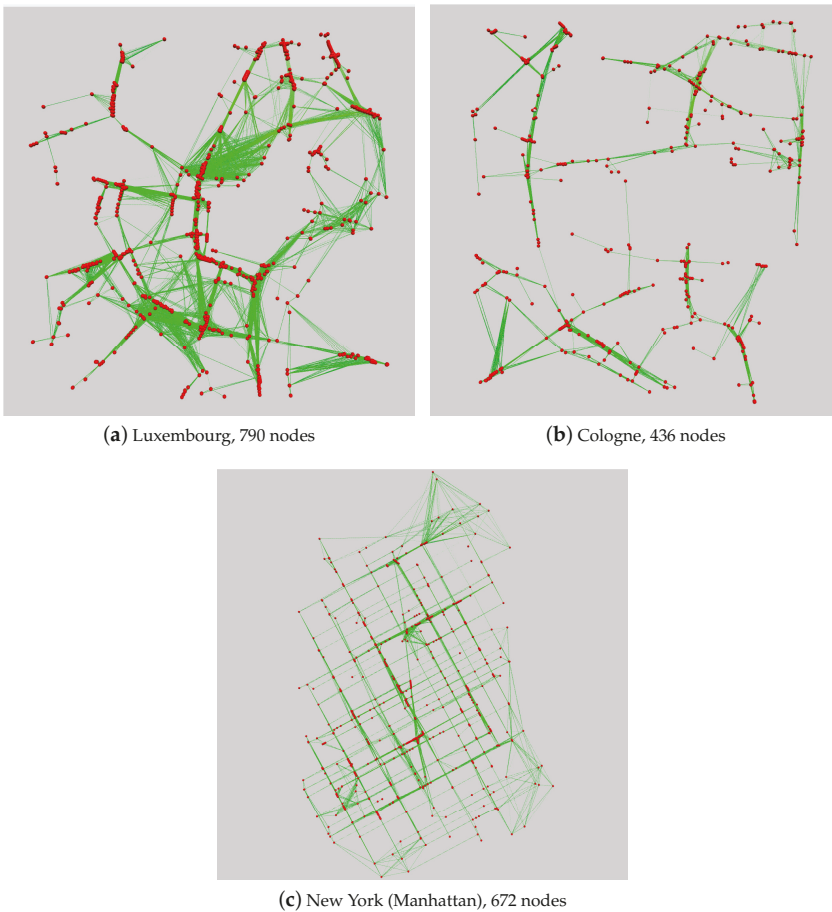 (a) Luxembourg, 790 nodes
(b) Cologne, 436 nodes
(c) New York (Manhattan), 672 nodes